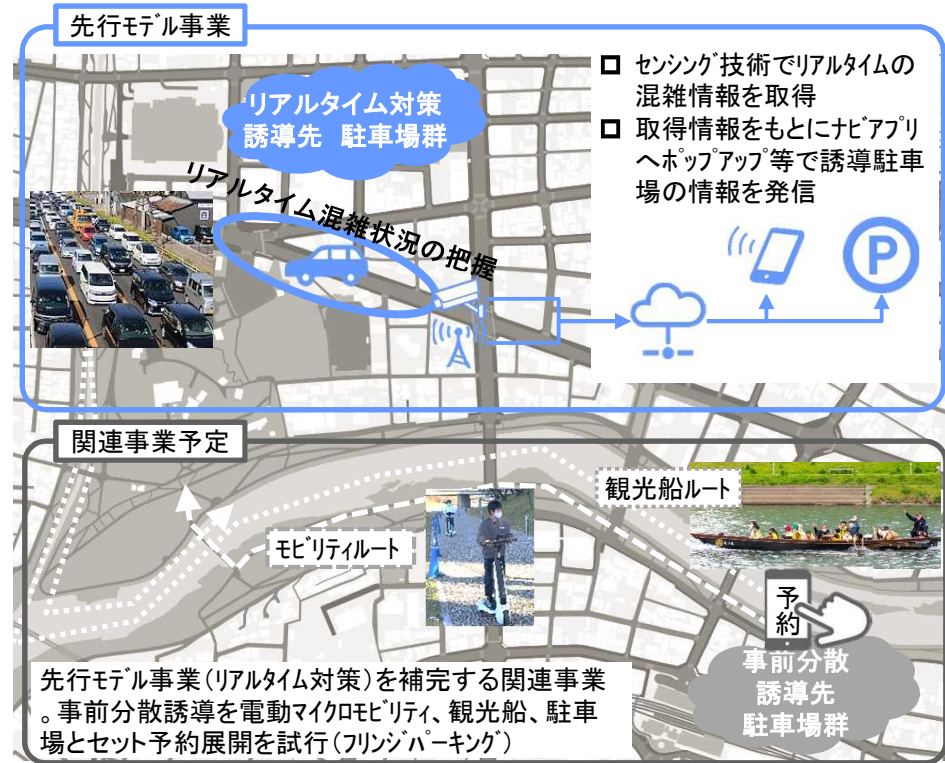 先行モデル事業
リアルタイム対策
誘導先 駐車場群
リアルタイム混雑状況の把握
センシング技術でリアルタイムの
混雑情報を取得
取得情報をもとにナビアプリ
へポップアップ等で誘導駐車
場の情報を発信
P
関連事業予定
観光船ルート
モビリティルート
予
約
事前分散
誘導先
駐車場群
先行モデル事業(リアルタイム対策)を補完する関連事業
。事前分散誘導を電動マイクロモビリティ、観光船、駐車
場とセット予約展開を試行(フリンジパーキング)